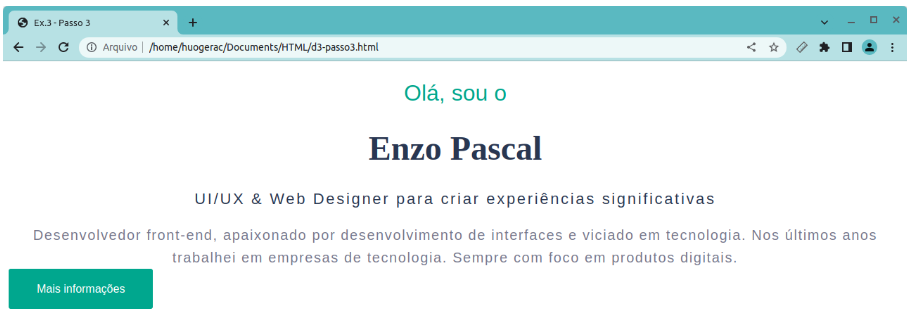 Ex.3 - Passo 3
Arquivo | /home/huogerac/Documents/HTML/d3-passo3.html
Olá, sou o
Enzo Pascal
UI/UX & Web Designer para criar experiências significativas
Desenvolvedor front-end, apaixonado por desenvolvimento de interfaces e viciado em tecnologia. Nos últimos anos
trabalhei em empresas de tecnologia. Sempre com foco em produtos digitais.
Mais informações